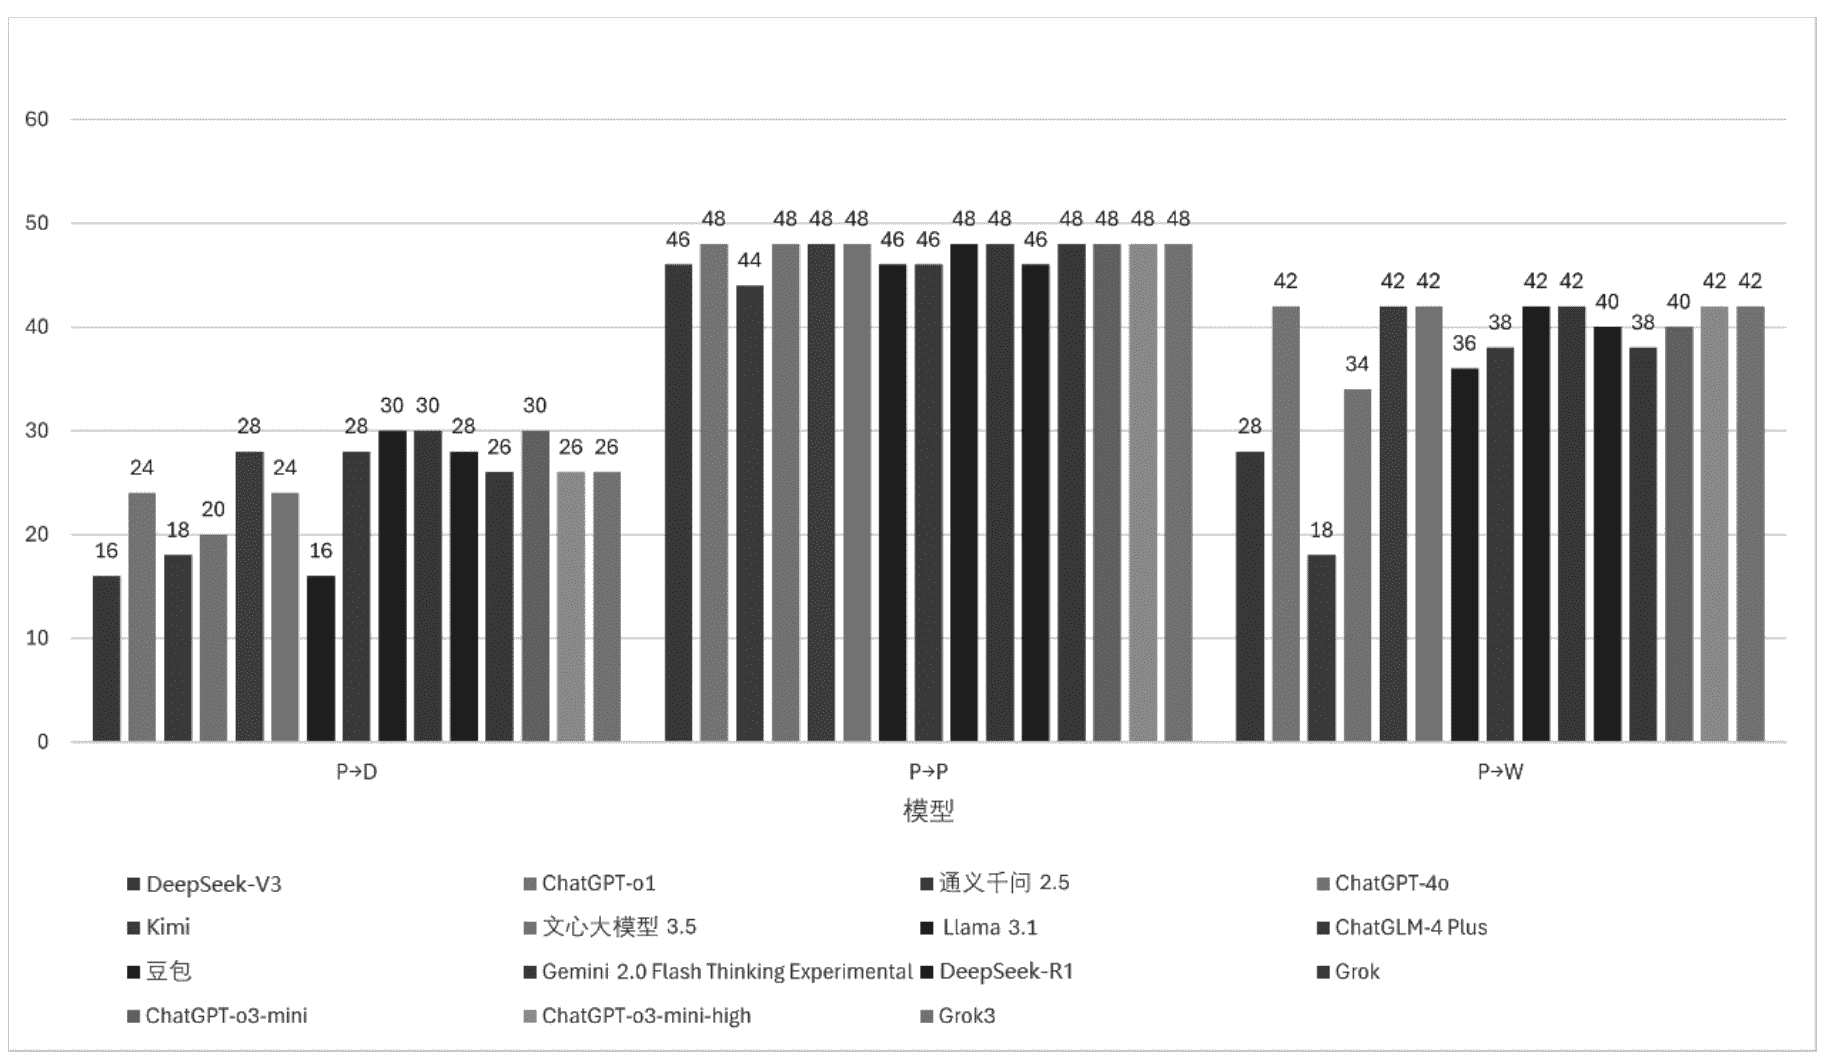 60
50
40
30
20
10
0
16 24 18 20 28 24 16 28 30 30 28 26 30 26 26
46 48 44 48 48 48 46 46 48 48 46 48 48 48 48
28 42 18 34 42 42 36 38 42 42 40 38 40 42 42
P→D P→P P→W
模型
DeepSeek-V3 ChatGPT-o1 通义千问 2.5 ChatGPT-4o
Kimi 文心大模型 3.5 Llama 3.1 ChatGLM-4 Plus
豆包 Gemini 2.0 Flash Thinking Experimental DeepSeek-R1 Grok
ChatGPT-o3-mini ChatGPT-o3-mini-high Grok3